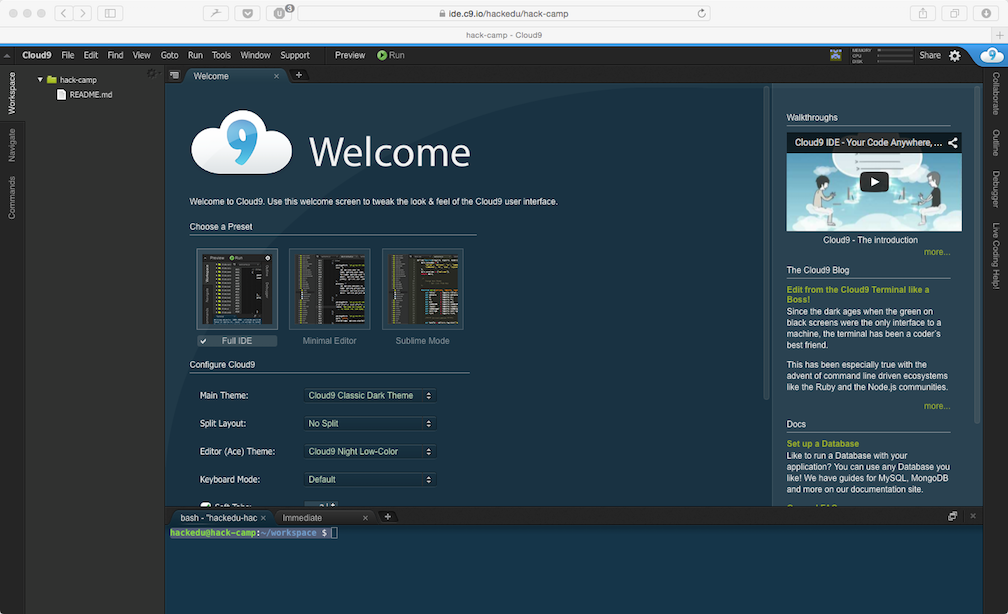 3
ide.c9.io/hackedu/hack-camp
hack-camp - Cloud9
Cloud9 File Edit Find View Goto Run Tools Window Support Preview Run
MEMORY
CPU
DISK
Share
9
Workspace
Navigate
Commands
hack-camp
README.md
Welcome
9
Welcome
Welcome to Cloud9. Use this welcome screen to tweak the look & feel of the Cloud9 user interface.
Choose a Preset
Full IDE
Minimal Editor
Sublime Mode
Configure Cloud9
Main Theme: Cloud9 Classic Dark Theme
Split Layout: No Split
Editor (Ace) Theme: Cloud9 Night Low-Color
Keyboard Mode: Default
Walkthroughs
Cloud9 IDE - Your Code Anywhere, ...
Cloud9 - The introduction
more...
The Cloud9 Blog
Edit from the Cloud9 Terminal like a
Boss!
Since the dark ages when the green on
black screens were the only interface to a
machine, the terminal has been a coder's
best friend.
This has been especially true with the
advent of command line driven ecosystems
like the Ruby and the Node.js communities.
more...
Docs
Set up a Database
Like to run a Database with your
application? You can use any Database you
like! We have guides for MySQL, MongoDB
and more on our documentation site.
Collaborate
Outline
Debugger
Live Coding Help!
bash - "hackedu-hac
Immediate
hackedu@hack-camp:~/workspace $